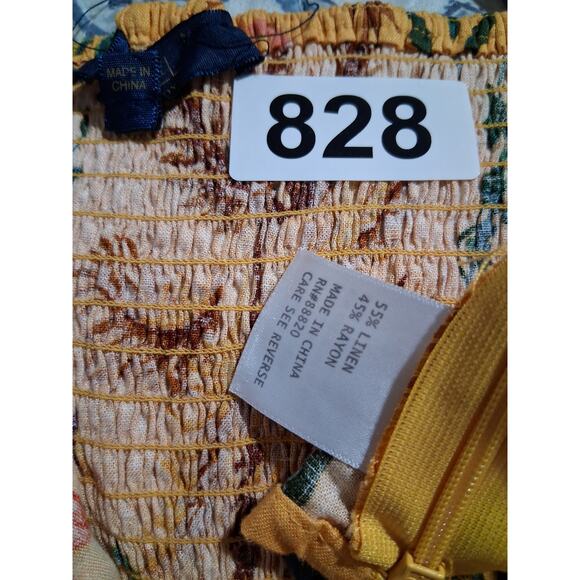 MADE IN
CHINA
828
55% LINEN
45% RAYON
MADE IN CHINA
RN#88820
CARE SEE REVERSE